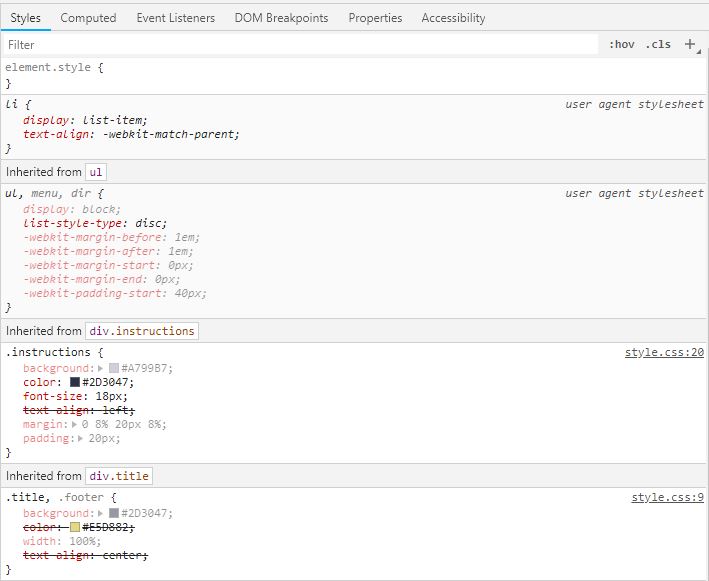 Styles Computed Event Listeners DOM Breakpoints Properties Accessibility
Filter :hov .cls +
element.style {
}
li { user agent stylesheet
display: list-item;
text-align: -webkit-match-parent;
}
Inherited from ul
ul, menu, dir { user agent stylesheet
display: block;
list-style-type: disc;
-webkit-margin-before: 1em;
-webkit-margin-after: 1em;
-webkit-margin-start: 0px;
-webkit-margin-end: 0px;
-webkit-padding-start: 40px;
}
Inherited from div.instructions
.instructions { style.css:20
background: #A799B7;
color: #2D3047;
font-size: 18px;
text-align: left;
margin: 0 8% 20px 8%;
padding: 20px;
}
Inherited from div.title
.title, .footer { style.css:9
background: #2D3047;
color: #E5D882;
width: 100%;
text-align: center;
}